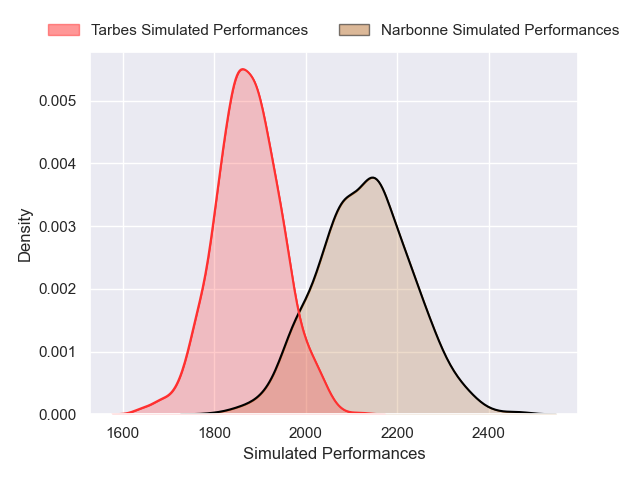 Tarbes Simulated Performances
Narbonne Simulated Performances
0.005
0.004
0.003
0.002
0.001
0.000
Density
1600
1800
2000
2200
2400
Simulated Performances